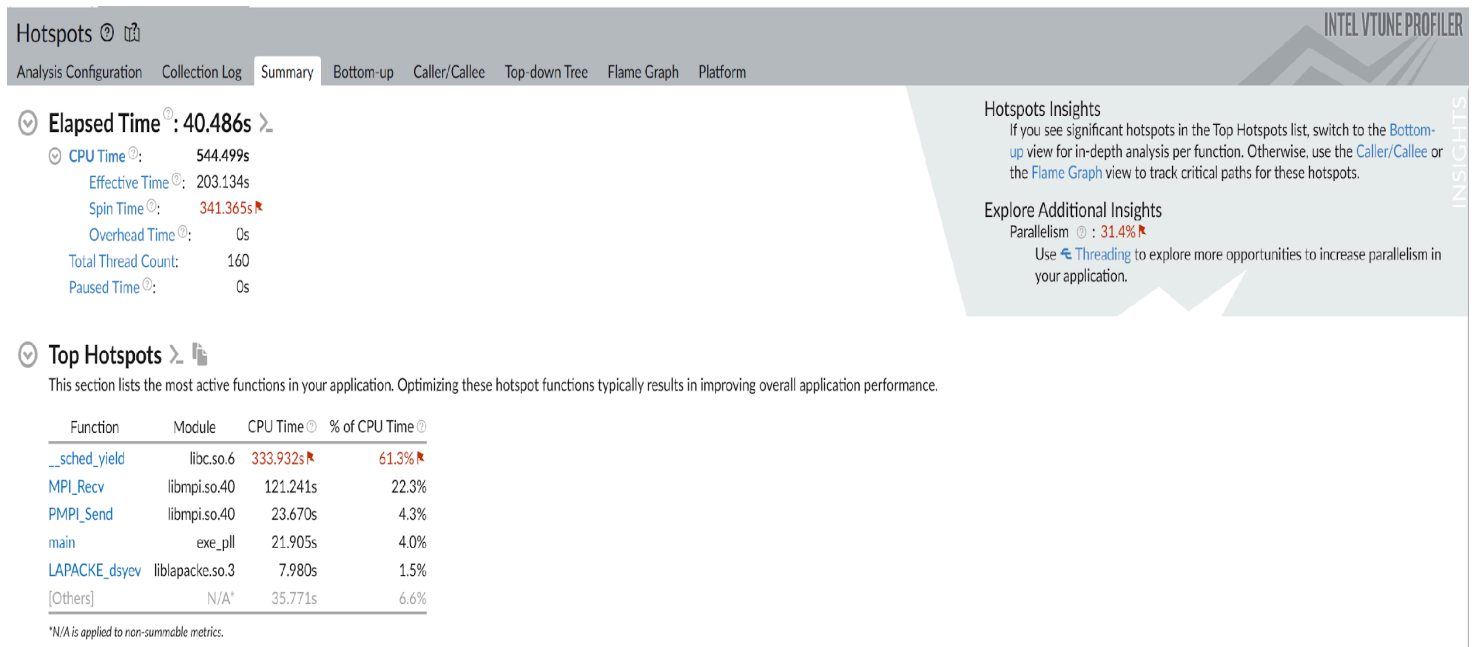 Hotspots
INTEL VTUNE PROFILER
Analysis Configuration Collection Log Summary Bottom-up Caller/Callee Top-down Tree Flame Graph Platform
Elapsed Time : 40.486s
CPU Time : 544.499s
Effective Time : 203.134s
Spin Time : 341.365s
Overhead Time : 0s
Total Thread Count: 160
Paused Time : 0s
Hotspots Insights
If you see significant hotspots in the Top Hotspots list, switch to the Bottom-
up view for in-depth analysis per function. Otherwise, use the Caller/Callee or
the Flame Graph view to track critical paths for these hotspots.
Explore Additional Insights
Parallelism : 31.4%
Use Threading to explore more opportunities to increase parallelism in
your application.
INSIGHTS
Top Hotspots
This section lists the most active functions in your application. Optimizing these hotspot functions typically results in improving overall application performance.
Function Module CPU Time % of CPU Time
__sched_yield libc.so.6 333.932s 61.3%
MPI_Recv libmpi.so.40 121.241s 22.3%
PMPI_Send libmpi.so.40 23.670s 4.3%
main exe_pll 21.905s 4.0%
LAPACKE_dsyev liblapacke.so.3 7.980s 1.5%
[Others] N/A* 35.771s 6.6%
*N/A is applied to non-summable metrics.